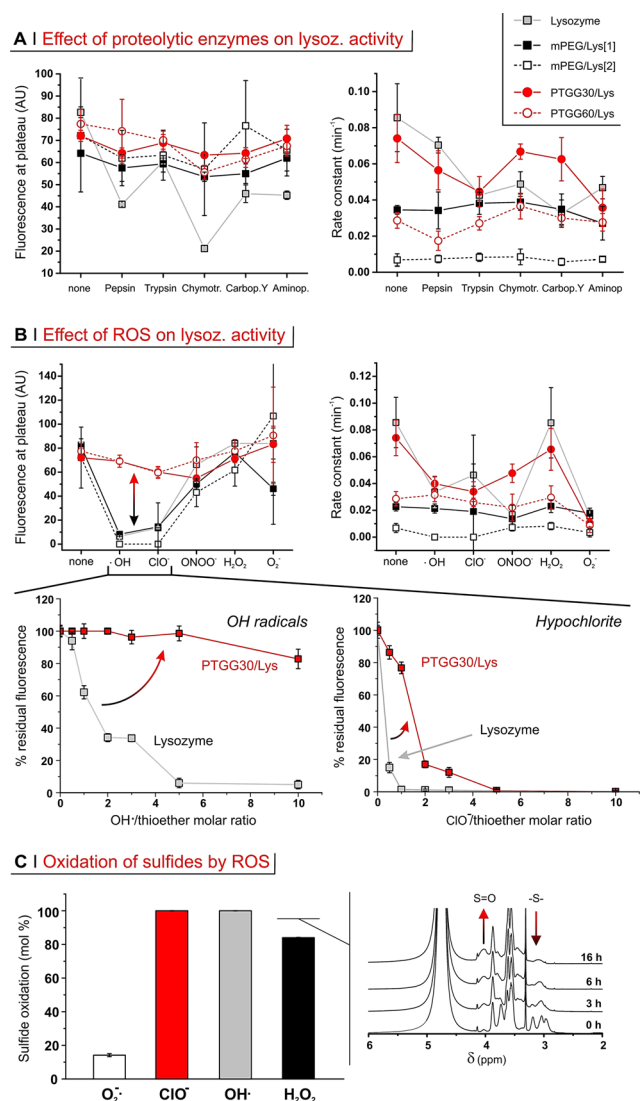 A | Effect of proteolytic enzymes on lysoz. activity
Lysozyme
mPEG/Lys[1]
mPEG/Lys[2]
PTGG30/Lys
PTGG60/Lys
Fluorescence at plateau (AU)
100
90
80
70
60
50
40
30
20
10
none Pepsin Trypsin Chymotr. Carbop.Y Aminop.
Rate constant (min⁻¹)
0.12
0.10
0.08
0.06
0.04
0.02
0.00
none Pepsin Trypsin Chymotr. Carbop.Y Aminop.
B | Effect of ROS on lysoz. activity
Fluorescence at plateau (AU)
140
120
100
80
60
40
20
0
none ·OH ClO⁻ ONOO⁻ H₂O₂ O₂⁻
Rate constant (min⁻¹)
0.12
0.10
0.08
0.06
0.04
0.02
0.00
none ·OH ClO⁻ ONOO⁻ H₂O₂ O₂⁻
% residual fluorescence
100
80
60
40
20
0
OH radicals
PTGG30/Lys
Lysozyme
0 2 4 6 8 10
OH·/thioether molar ratio
% residual fluorescence
100
80
60
40
20
0
Hypochlorite
PTGG30/Lys
Lysozyme
0 2 4 6 8 10
ClO⁻/thioether molar ratio
C | Oxidation of sulfides by ROS
Sulfide oxidation (mol %)
100
80
60
40
20
0
O₂⁻· ClO⁻ OH· H₂O₂
S=O -S-
16 h
6 h
3 h
0 h
6 5 4 3 2
δ (ppm)